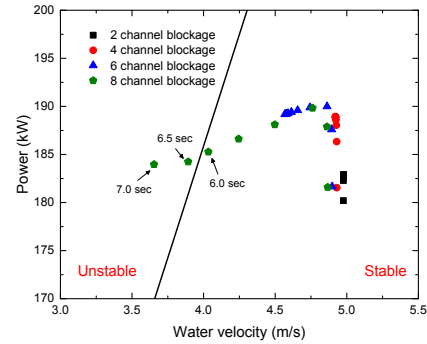 200
195
190
185
180
175
170
Power (kW)
2 channel blockage
4 channel blockage
6 channel blockage
8 channel blockage
6.5 sec
7.0 sec
6.0 sec
Unstable
Stable
3.0 3.5 4.0 4.5 5.0 5.5
Water velocity (m/s)